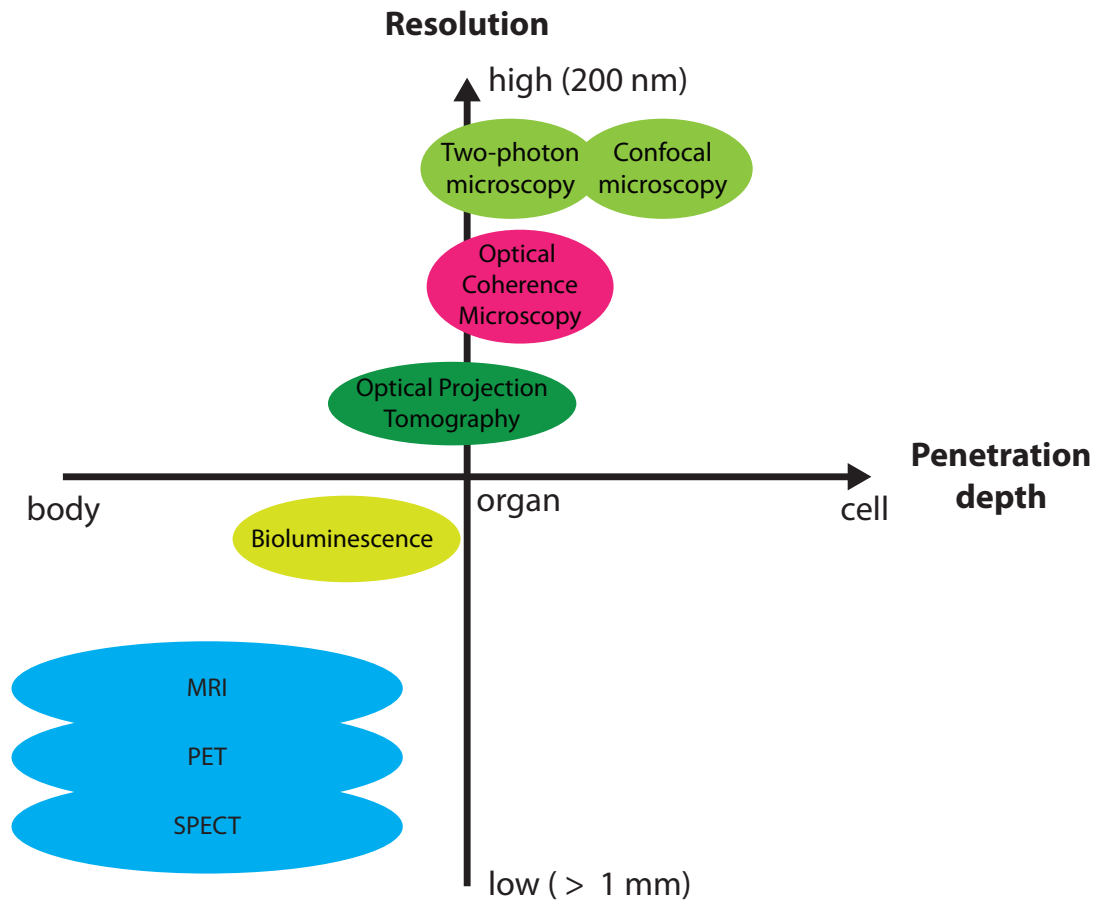 Resolution
high (200 nm)
Two-photon
microscopy
Confocal
microscopy
Optical
Coherence
Microscopy
Optical Projection
Tomography
Penetration
depth
body
organ
cell
Bioluminescence
MRI
PET
SPECT
low ( > 1 mm)